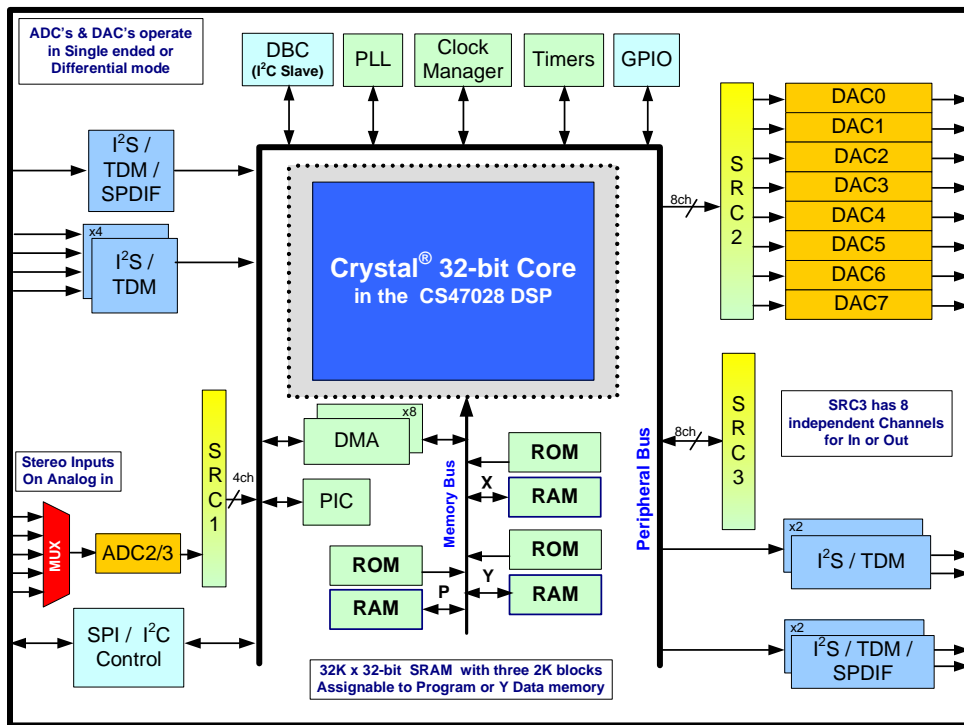 ADC's & DAC's operate
in Single ended or
Differential mode
DBC
(I²C Slave)
PLL
Clock
Manager
Timers
GPIO
I²S /
TDM /
SPDIF
x4
I²S /
TDM
Crystal® 32-bit Core
in the CS47028 DSP
8ch
SRC2
DAC0
DAC1
DAC2
DAC3
DAC4
DAC5
DAC6
DAC7
Stereo Inputs
On Analog in
MUX
ADC2/3
SRC1
4ch
x8
DMA
PIC
Memory Bus
ROM
X
RAM
ROM
Y
RAM
ROM
P
RAM
Peripheral Bus
8ch
SRC3
SRC3 has 8
independent Channels
for In or Out
x2
I²S / TDM
x2
I²S / TDM /
SPDIF
SPI / I²C
Control
32K x 32-bit SRAM with three 2K blocks
Assignable to Program or Y Data memory